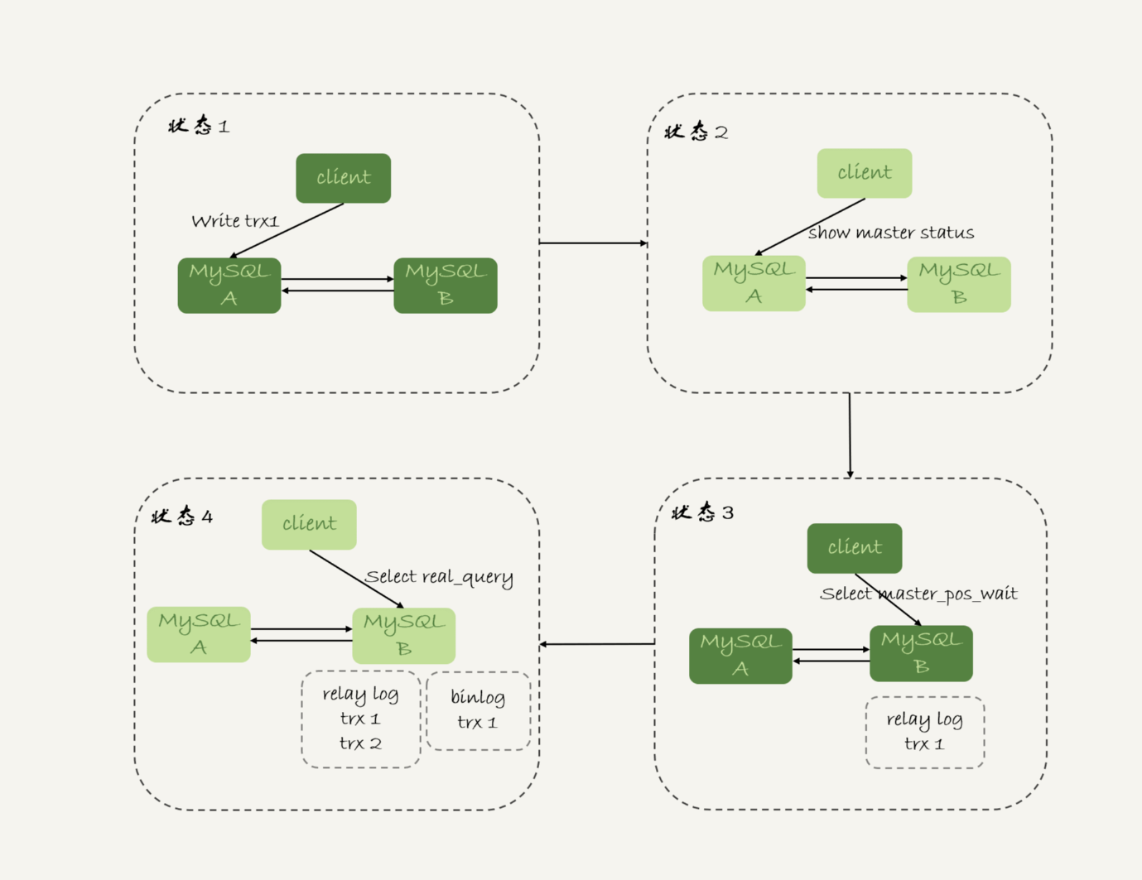 状态1
client
Write trx1
MySQL
A
MySQL
B
状态2
client
show master status
MySQL
A
MySQL
B
状态3
client
Select master_pos_wait
MySQL
A
MySQL
B
relay log
trx 1
状态4
client
Select real_query
MySQL
A
MySQL
B
relay log
trx 1
trx 2
binlog
trx 1